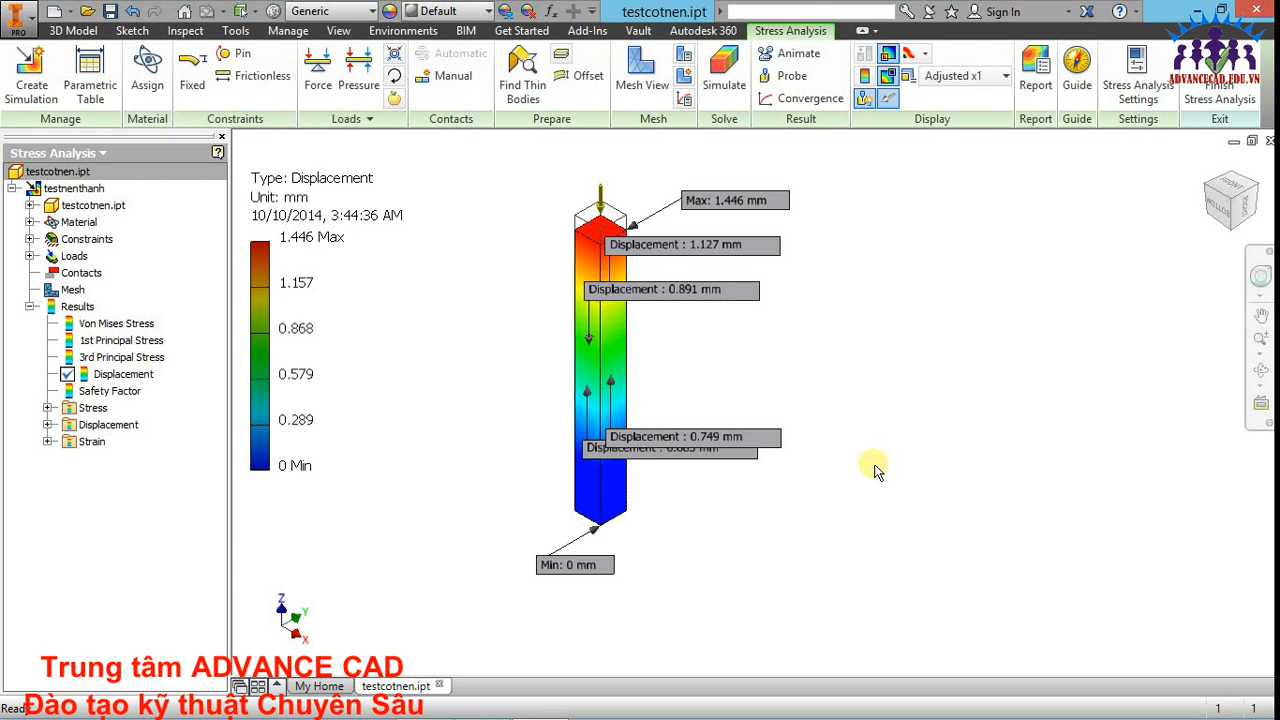 PRO
Generic
Default
testcotnen.ipt
Sign In
3D Model
Sketch
Inspect
Tools
Manage
View
Environments
BIM
Get Started
Add-Ins
Vault
Autodesk 360
Stress Analysis
ADVANCECAD.EDU.VN
Create Simulation
Parametric Table
Assign
Fixed
Pin
Frictionless
Force
Pressure
Automatic
Manual
Find Thin Bodies
Offset
Mesh View
Simulate
Animate
Probe
Convergence
Adjusted x1
Report
Guide
Stress Analysis Settings
Finish Stress Analysis
Manage
Material
Constraints
Loads
Contacts
Prepare
Mesh
Solve
Result
Display
Report
Guide
Settings
Exit
Stress Analysis
testcotnen.ipt
testnenthanh
testcotnen.ipt
Material
Constraints
Loads
Contacts
Mesh
Results
Von Mises Stress
1st Principal Stress
3rd Principal Stress
Displacement
Safety Factor
Stress
Displacement
Strain
Type: Displacement
Unit: mm
10/10/2014, 3:44:36 AM
1.446 Max
1.157
0.868
0.579
0.289
0 Min
Max: 1.446 mm
Displacement : 1.127 mm
Displacement : 0.891 mm
Displacement : 0.749 mm
Min: 0 mm
FRONT
BOTTOM
Z
Y
X
My Home
testcotnen.ipt
Trung tâm ADVANCE CAD
Đào tạo kỹ thuật Chuyên Sâu
Ready
1
1